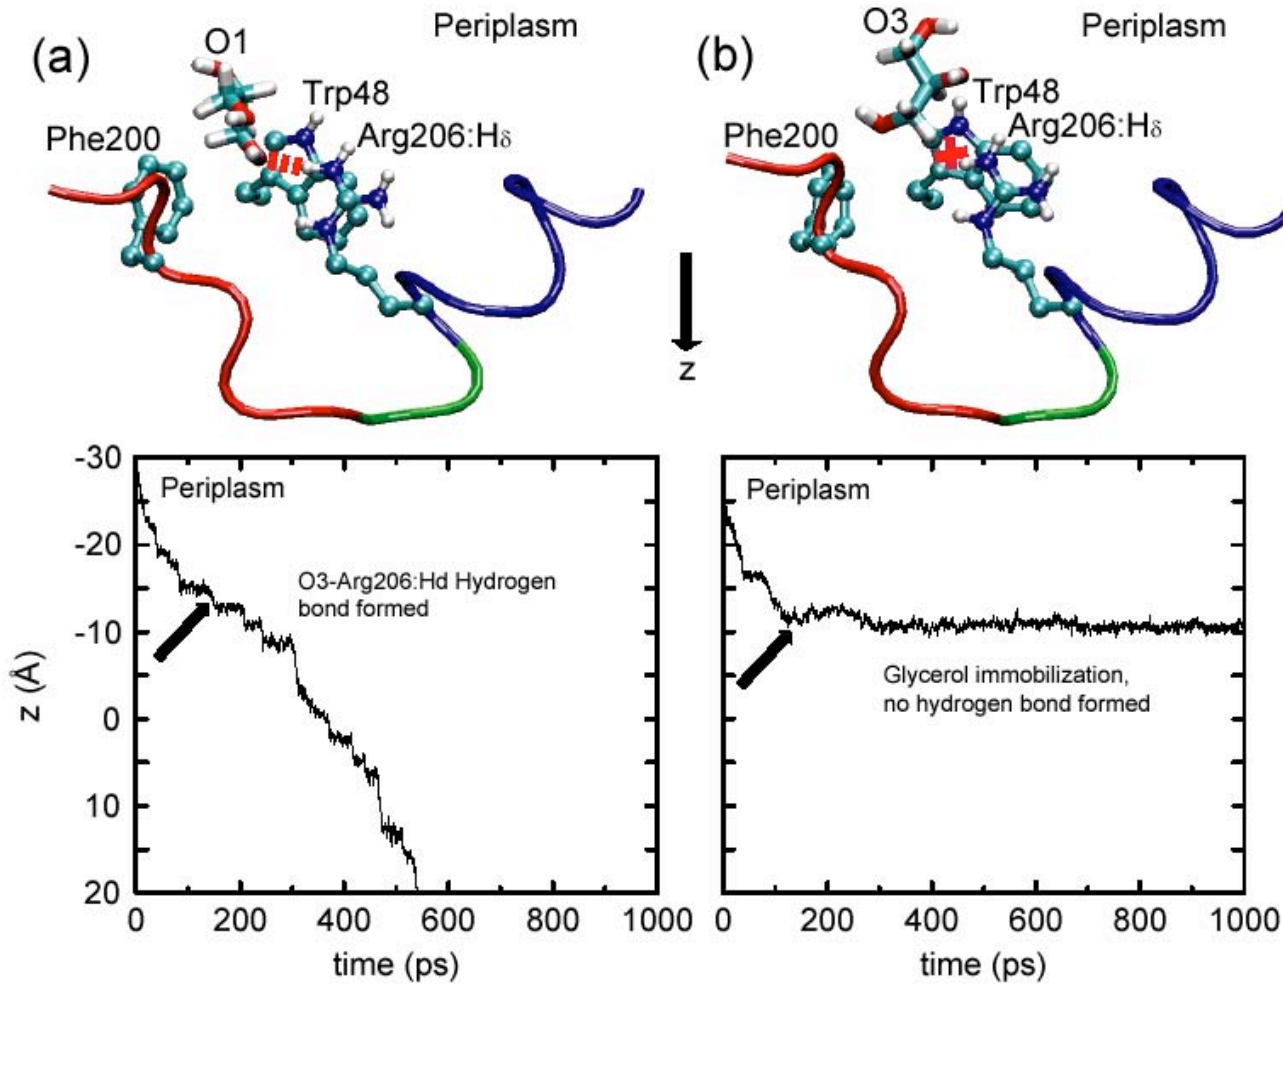 (a)
O1
Periplasm
Trp48
Arg206:Hδ
Phe200
(b)
O3
Periplasm
Trp48
Arg206:Hδ
Phe200
z
z (Å)
-30
-20
-10
0
10
20
Periplasm
O3-Arg206:Hd Hydrogen
bond formed
0 200 400 600 800 1000
time (ps)
Periplasm
Glycerol immobilization,
no hydrogen bond formed
0 200 400 600 800 1000
time (ps)